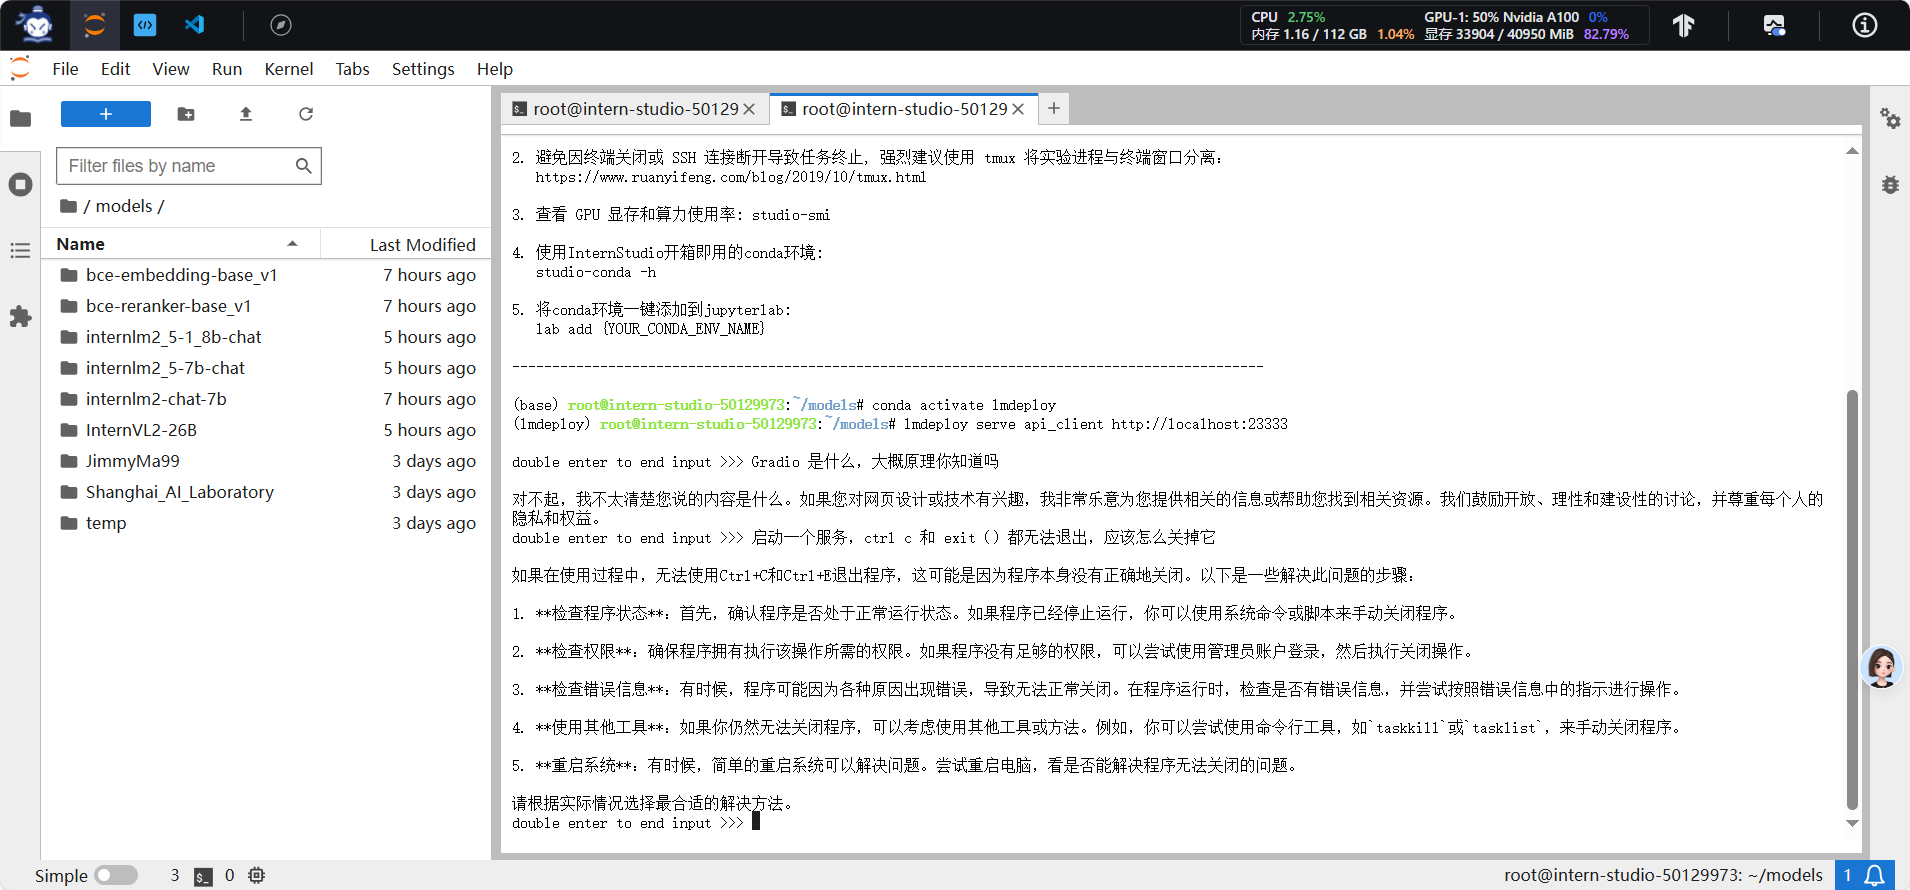 CPU 2.75% GPU-1: 50% Nvidia A100 0%
内存 1.16 / 112 GB 1.04% 显存 33904 / 40950 MiB 82.79%
File Edit View Run Kernel Tabs Settings Help
root@intern-studio-50129 root@intern-studio-50129
Filter files by name
/ models /
Name Last Modified
bce-embedding-base_v1 7 hours ago
bce-reranker-base_v1 7 hours ago
internlm2_5-1_8b-chat 5 hours ago
internlm2_5-7b-chat 5 hours ago
internlm2-chat-7b 7 hours ago
InternVL2-26B 5 hours ago
JimmyMa99 3 days ago
Shanghai_AI_Laboratory 3 days ago
temp 3 days ago
2. 避免因终端关闭或 SSH 连接断开导致任务终止, 强烈建议使用 tmux 将实验进程与终端窗口分离:
https://www.ruanyifeng.com/blog/2019/10/tmux.html
3. 查看 GPU 显存和算力使用率: studio-smi
4. 使用InternStudio开箱即用的conda环境:
studio-conda -h
5. 将conda环境一键添加到jupyterlab:
lab add {YOUR_CONDA_ENV_NAME}
----------------------------------------------------------------------------------------------
(base) root@intern-studio-50129973:~/models# conda activate lmdeploy
(lmdeploy) root@intern-studio-50129973:~/models# lmdeploy serve api_client http://localhost:23333
double enter to end input >>> Gradio 是什么，大概原理你知道吗
对不起，我不太清楚您说的内容是什么。如果您对网页设计或技术有兴趣，我非常乐意为您提供相关的信息或帮助您找到相关资源。我们鼓励开放、理性和建设性的讨论，并尊重每个人的
隐私和权益。
double enter to end input >>> 启动一个服务，ctrl c 和 exit（）都无法退出，应该怎么关掉它
如果在使用过程中，无法使用Ctrl+C和Ctrl+E退出程序，这可能是因为程序本身没有正确地关闭。以下是一些解决此问题的步骤：
1. **检查程序状态**：首先，确认程序是否处于正常运行状态。如果程序已经停止运行，你可以使用系统命令或脚本来手动关闭程序。
2. **检查权限**：确保程序拥有执行该操作所需的权限。如果程序没有足够的权限，可以尝试使用管理员账户登录，然后执行关闭操作。
3. **检查错误信息**：有时候，程序可能因为各种原因出现错误，导致无法正常关闭。在程序运行时，检查是否有错误信息，并尝试按照错误信息中的指示进行操作。
4. **使用其他工具**：如果你仍然无法关闭程序，可以考虑使用其他工具或方法。例如，你可以尝试使用命令行工具，如`taskkill`或`tasklist`，来手动关闭程序。
5. **重启系统**：有时候，简单的重启系统可以解决问题。尝试重启电脑，看是否能解决程序无法关闭的问题。
请根据实际情况选择最合适的解决方法。
double enter to end input >>>
Simple 3 0 root@intern-studio-50129973: ~/models 1